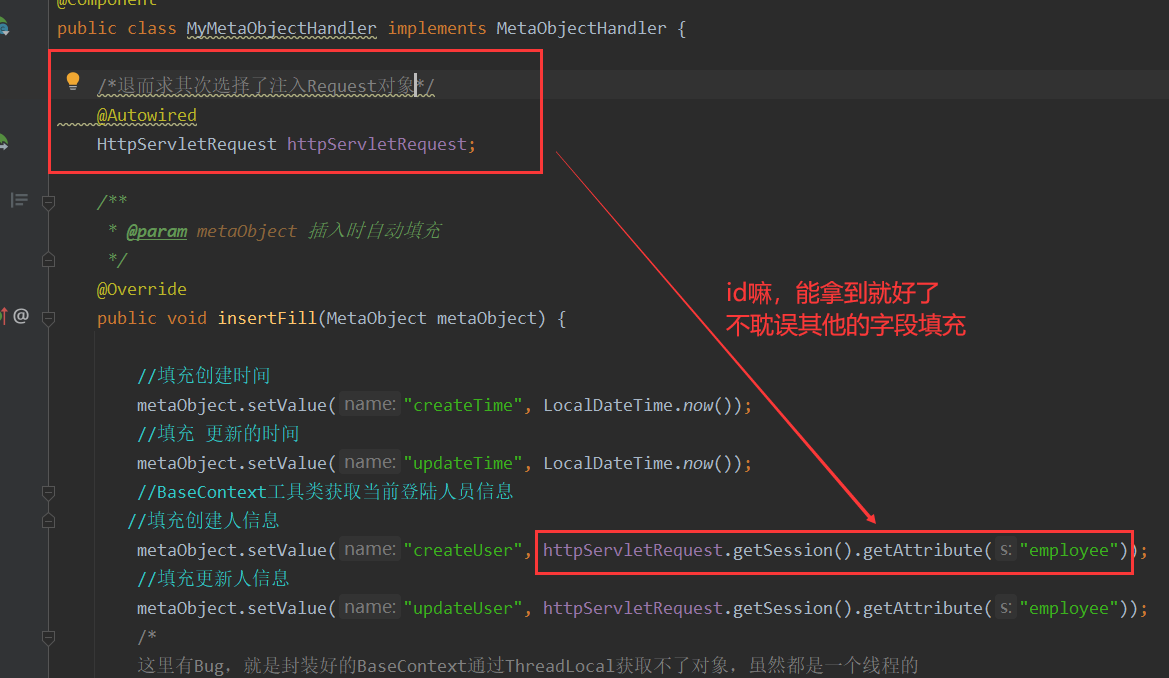 @Component
public class MyMetaObjectHandler implements MetaObjectHandler {
/*退而求其次选择了注入Request对象*/
@Autowired
HttpServletRequest httpServletRequest;
/**
* @param metaObject 插入时自动填充
*/
@Override
public void insertFill(MetaObject metaObject) {
id嘛，能拿到就好了
不耽误其他的字段填充
//填充创建时间
metaObject.setValue( name: "createTime", LocalDateTime.now());
//填充 更新的时间
metaObject.setValue( name: "updateTime", LocalDateTime.now());
//BaseContext工具类获取当前登陆人员信息
//填充创建人信息
metaObject.setValue( name: "createUser", httpServletRequest.getSession().getAttribute( s: "employee"));
//填充更新人信息
metaObject.setValue( name: "updateUser", httpServletRequest.getSession().getAttribute( s: "employee"));
/*
这里有Bug，就是封装好的BaseContext通过ThreadLocal获取不了对象，虽然都是一个线程的